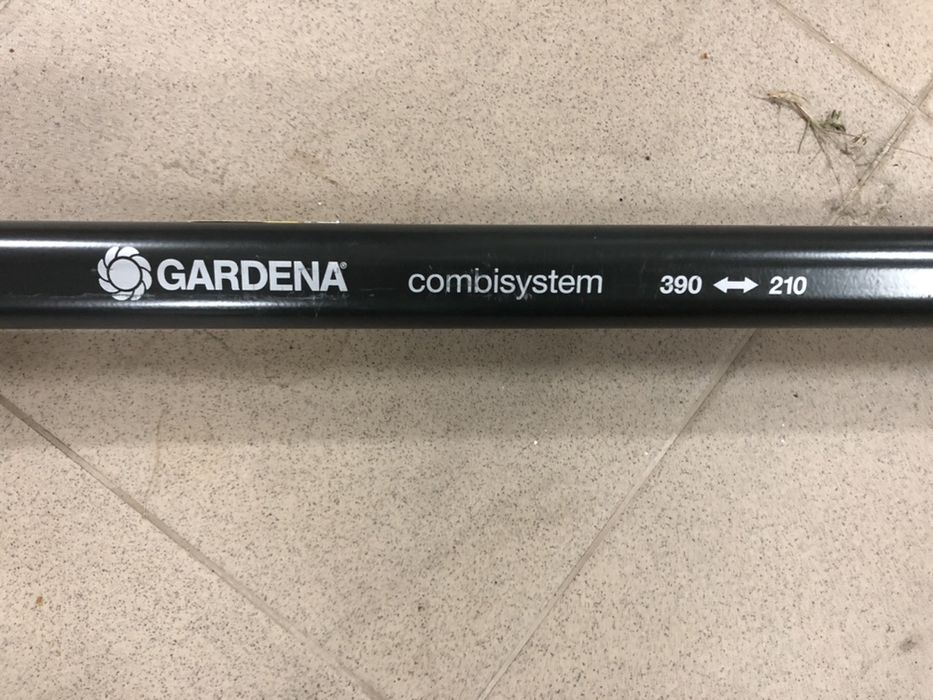 GARDENA® combisystem 390 ↔ 210